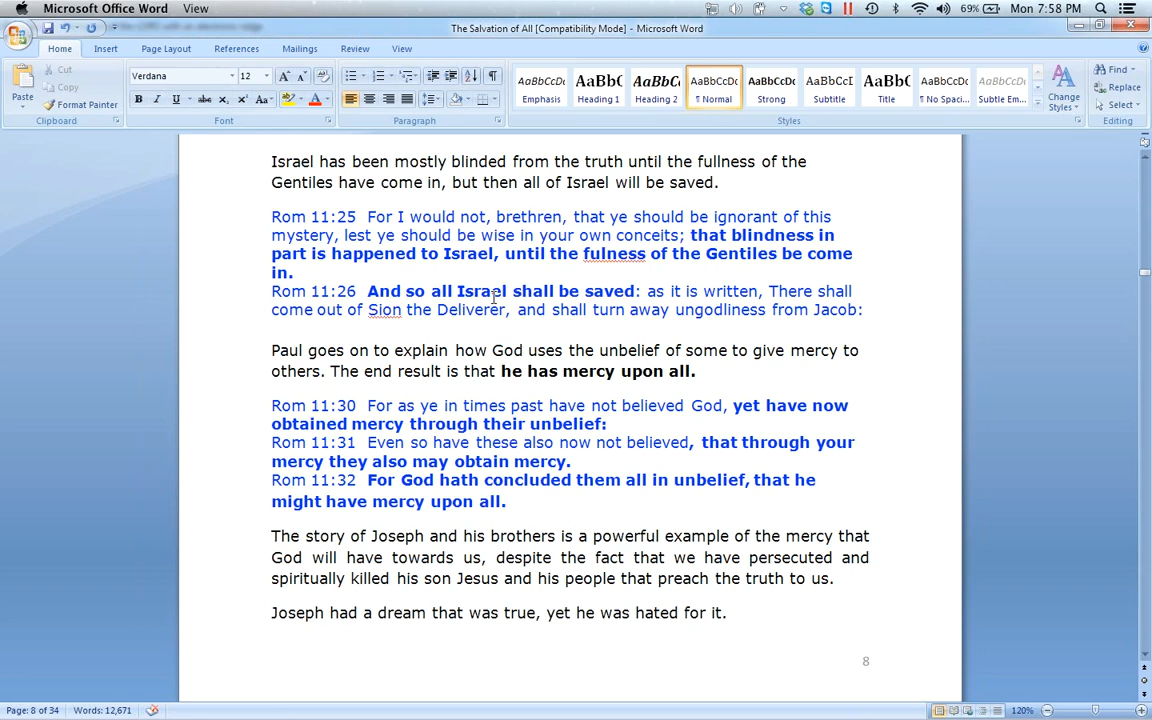 Microsoft Office Word View 69% Mon 7:58 PM
The Salvation of All [Compatibility Mode] - Microsoft Word
Home Insert Page Layout References Mailings Review View
Paste
Cut
Copy
Format Painter
Clipboard
Verdana 12
B I U abc X₂ X² Aa A
Font
Paragraph
AaBbCcDc AaBb( AaBbC( AaBbCcDc AaBbCcDc AaBbCcI AaBb( AaBbCcDc AaBbCcDc
Emphasis Heading 1 Heading 2 ¶ Normal Strong Subtitle Title ¶ No Spaci... Subtle Em...
Styles
Change
Styles
Find
Replace
Select
Editing
Israel has been mostly blinded from the truth until the fullness of the
Gentiles have come in, but then all of Israel will be saved.
Rom 11:25 For I would not, brethren, that ye should be ignorant of this
mystery, lest ye should be wise in your own conceits; that blindness in
part is happened to Israel, until the fulness of the Gentiles be come
in.
Rom 11:26 And so all Israel shall be saved: as it is written, There shall
come out of Sion the Deliverer, and shall turn away ungodliness from Jacob:
Paul goes on to explain how God uses the unbelief of some to give mercy to
others. The end result is that he has mercy upon all.
Rom 11:30 For as ye in times past have not believed God, yet have now
obtained mercy through their unbelief:
Rom 11:31 Even so have these also now not believed, that through your
mercy they also may obtain mercy.
Rom 11:32 For God hath concluded them all in unbelief, that he
might have mercy upon all.
The story of Joseph and his brothers is a powerful example of the mercy that
God will have towards us, despite the fact that we have persecuted and
spiritually killed his son Jesus and his people that preach the truth to us.
Joseph had a dream that was true, yet he was hated for it.
8
Page: 8 of 34 Words: 12,671 120%